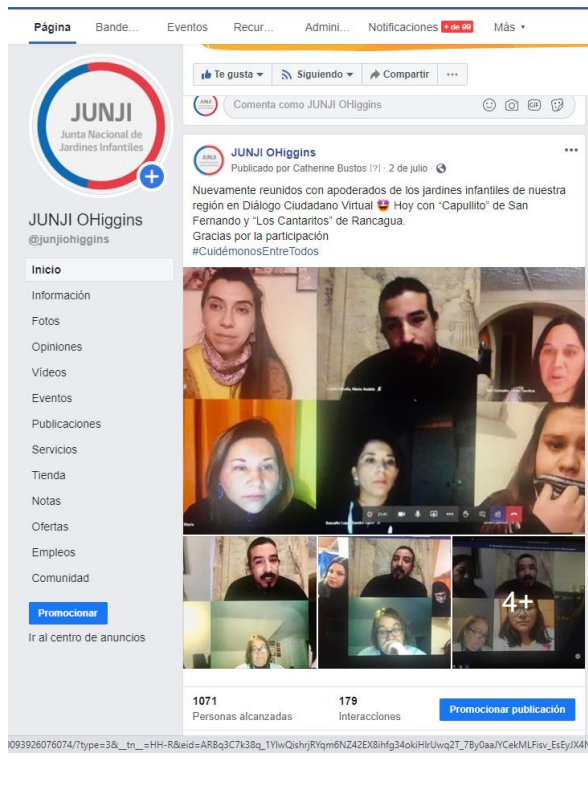 Página Bande... Eventos Recur... Admini... Notificaciones + de 99 Más
Te gusta Siguiendo Compartir ...
JUNJI
Junta Nacional de
Jardines Infantiles
JUNJI OHiggins
@junjiohiggins
Inicio
Información
Fotos
Opiniones
Vídeos
Eventos
Publicaciones
Servicios
Tienda
Notas
Ofertas
Empleos
Comunidad
Promocionar
Ir al centro de anuncios
Comenta como JUNJI OHiggins
GIF
JUNJI OHiggins
Publicado por Catherine Bustos [?] · 2 de julio ·
Nuevamente reunidos con apoderados de los jardines infantiles de nuestra
región en Diálogo Ciudadano Virtual 🤩 Hoy con “Capullito” de San
Fernando y “Los Cantaritos” de Rancagua.
Gracias por la participación
#CuidémonosEntreTodos
4+
1071
Personas alcanzadas
179
Interacciones
Promocionar publicación